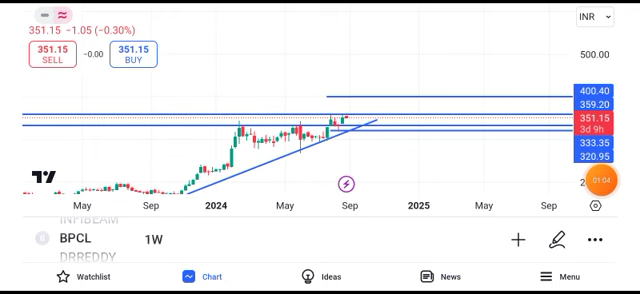 INR
351.15 −1.05 (−0.30%)
351.15
SELL
−0.00
351.15
BUY
500.00
400.40
359.20
351.15
3d 9h
333.35
320.95
01:04
May
Sep
2024
May
Sep
2025
May
Sep
INFIBEAM
BPCL
1W
DRREDDY
Watchlist
Chart
Ideas
News
Menu